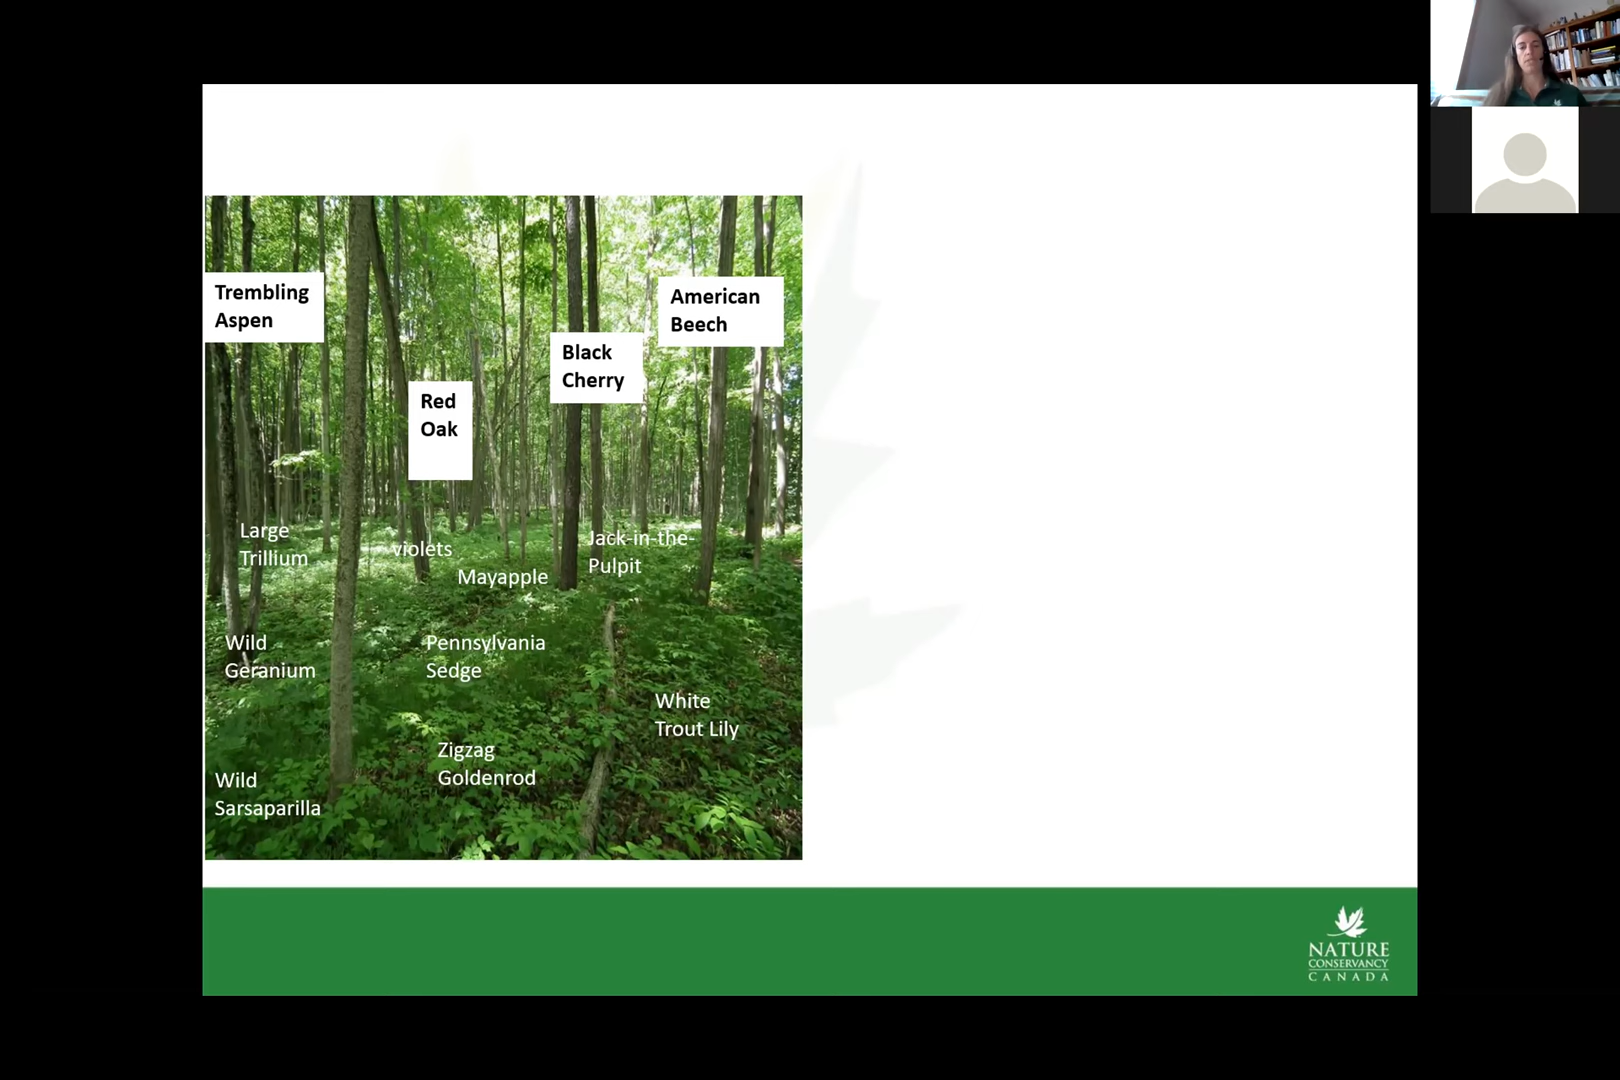 Trembling
Aspen
American
Beech
Black
Cherry
Red
Oak
Large
Trillium
violets
Mayapple
Jack-in-the-
Pulpit
Wild
Geranium
Pennsylvania
Sedge
White
Trout Lily
Zigzag
Goldenrod
Wild
Sarsaparilla
NATURE
CONSERVANCY
CANADA